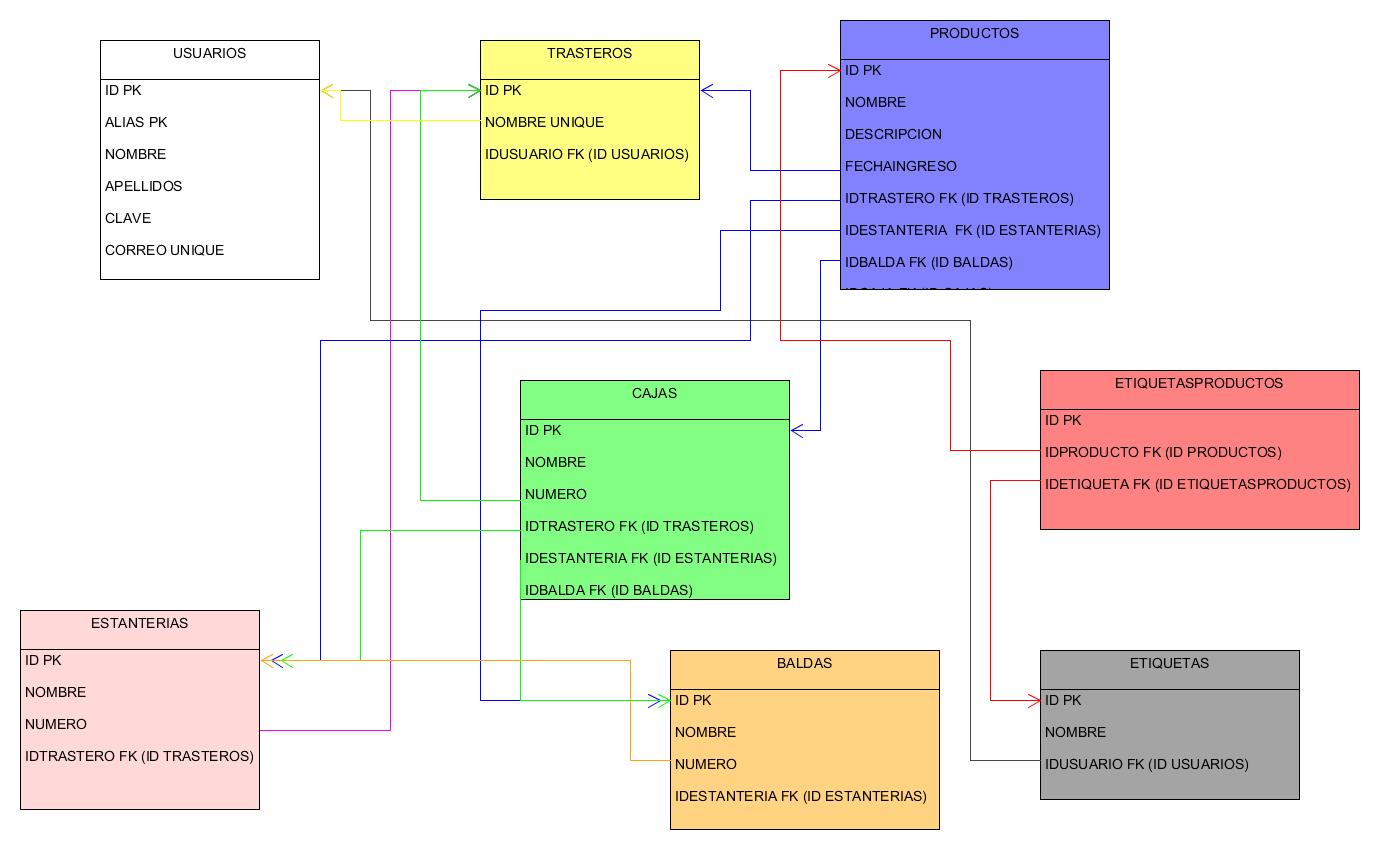 USUARIOS
ID PK
ALIAS PK
NOMBRE
APELLIDOS
CLAVE
CORREO UNIQUE
TRASTEROS
ID PK
NOMBRE UNIQUE
IDUSUARIO FK (ID USUARIOS)
PRODUCTOS
ID PK
NOMBRE
DESCRIPCION
FECHAINGRESO
IDTRASTERO FK (ID TRASTEROS)
IDESTANTERIA  FK (ID ESTANTERIAS)
IDBALDA FK (ID BALDAS)
CAJAS
ID PK
NOMBRE
NUMERO
IDTRASTERO FK (ID TRASTEROS)
IDESTANTERIA FK (ID ESTANTERIAS)
IDBALDA FK (ID BALDAS)
ETIQUETASPRODUCTOS
ID PK
IDPRODUCTO FK (ID PRODUCTOS)
IDETIQUETA FK (ID ETIQUETASPRODUCTOS)
ESTANTERIAS
ID PK
NOMBRE
NUMERO
IDTRASTERO FK (ID TRASTEROS)
BALDAS
ID PK
NOMBRE
NUMERO
IDESTANTERIA FK (ID ESTANTERIAS)
ETIQUETAS
ID PK
NOMBRE
IDUSUARIO FK (ID USUARIOS)